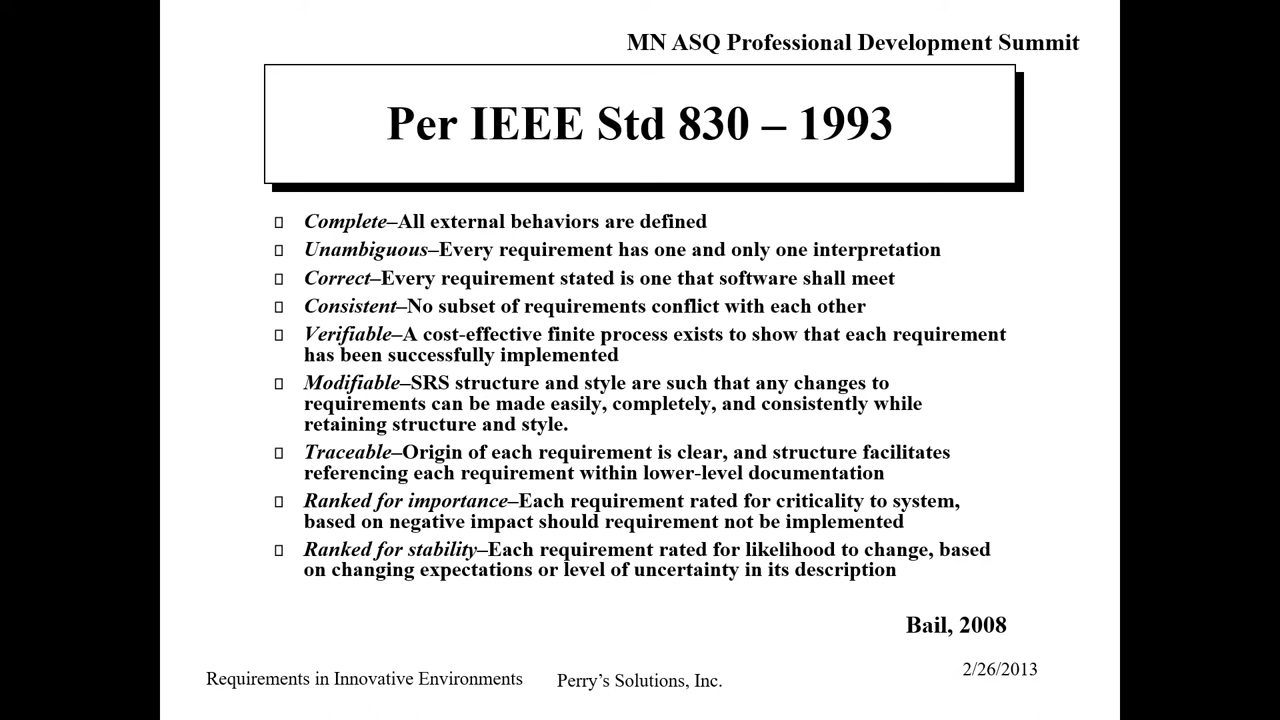 MN ASQ Professional Development Summit
Per IEEE Std 830 – 1993
Complete–All external behaviors are defined
Unambiguous–Every requirement has one and only one interpretation
Correct–Every requirement stated is one that software shall meet
Consistent–No subset of requirements conflict with each other
Verifiable–A cost-effective finite process exists to show that each requirement
has been successfully implemented
Modifiable–SRS structure and style are such that any changes to
requirements can be made easily, completely, and consistently while
retaining structure and style.
Traceable–Origin of each requirement is clear, and structure facilitates
referencing each requirement within lower-level documentation
Ranked for importance–Each requirement rated for criticality to system,
based on negative impact should requirement not be implemented
Ranked for stability–Each requirement rated for likelihood to change, based
on changing expectations or level of uncertainty in its description
Bail, 2008
Requirements in Innovative Environments
Perry’s Solutions, Inc.
2/26/2013